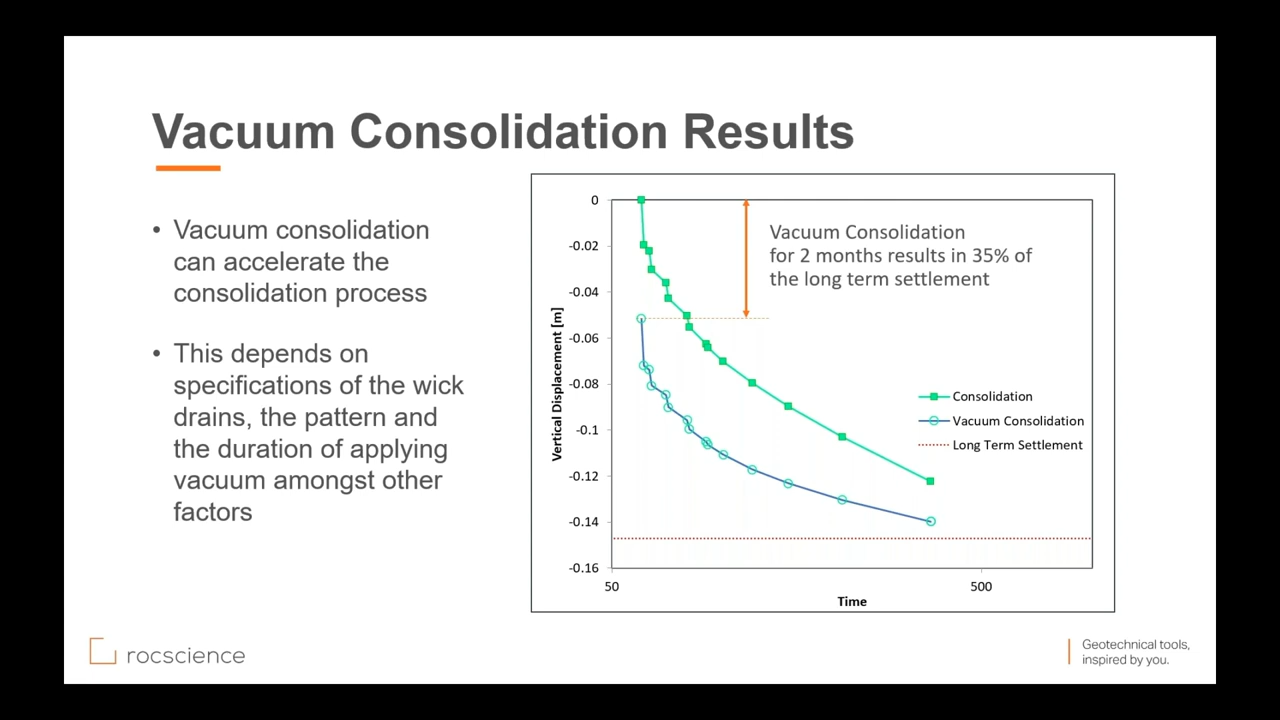 Vacuum Consolidation Results
• Vacuum consolidation
can accelerate the
consolidation process
• This depends on
specifications of the wick
drains, the pattern and
the duration of applying
vacuum amongst other
factors
Vertical Displacement [m]
0
-0.02
-0.04
-0.06
-0.08
-0.1
-0.12
-0.14
-0.16
Vacuum Consolidation
for 2 months results in 35% of
the long term settlement
Consolidation
Vacuum Consolidation
Long Term Settlement
50
500
Time
rocscience
Geotechnical tools,
inspired by you.